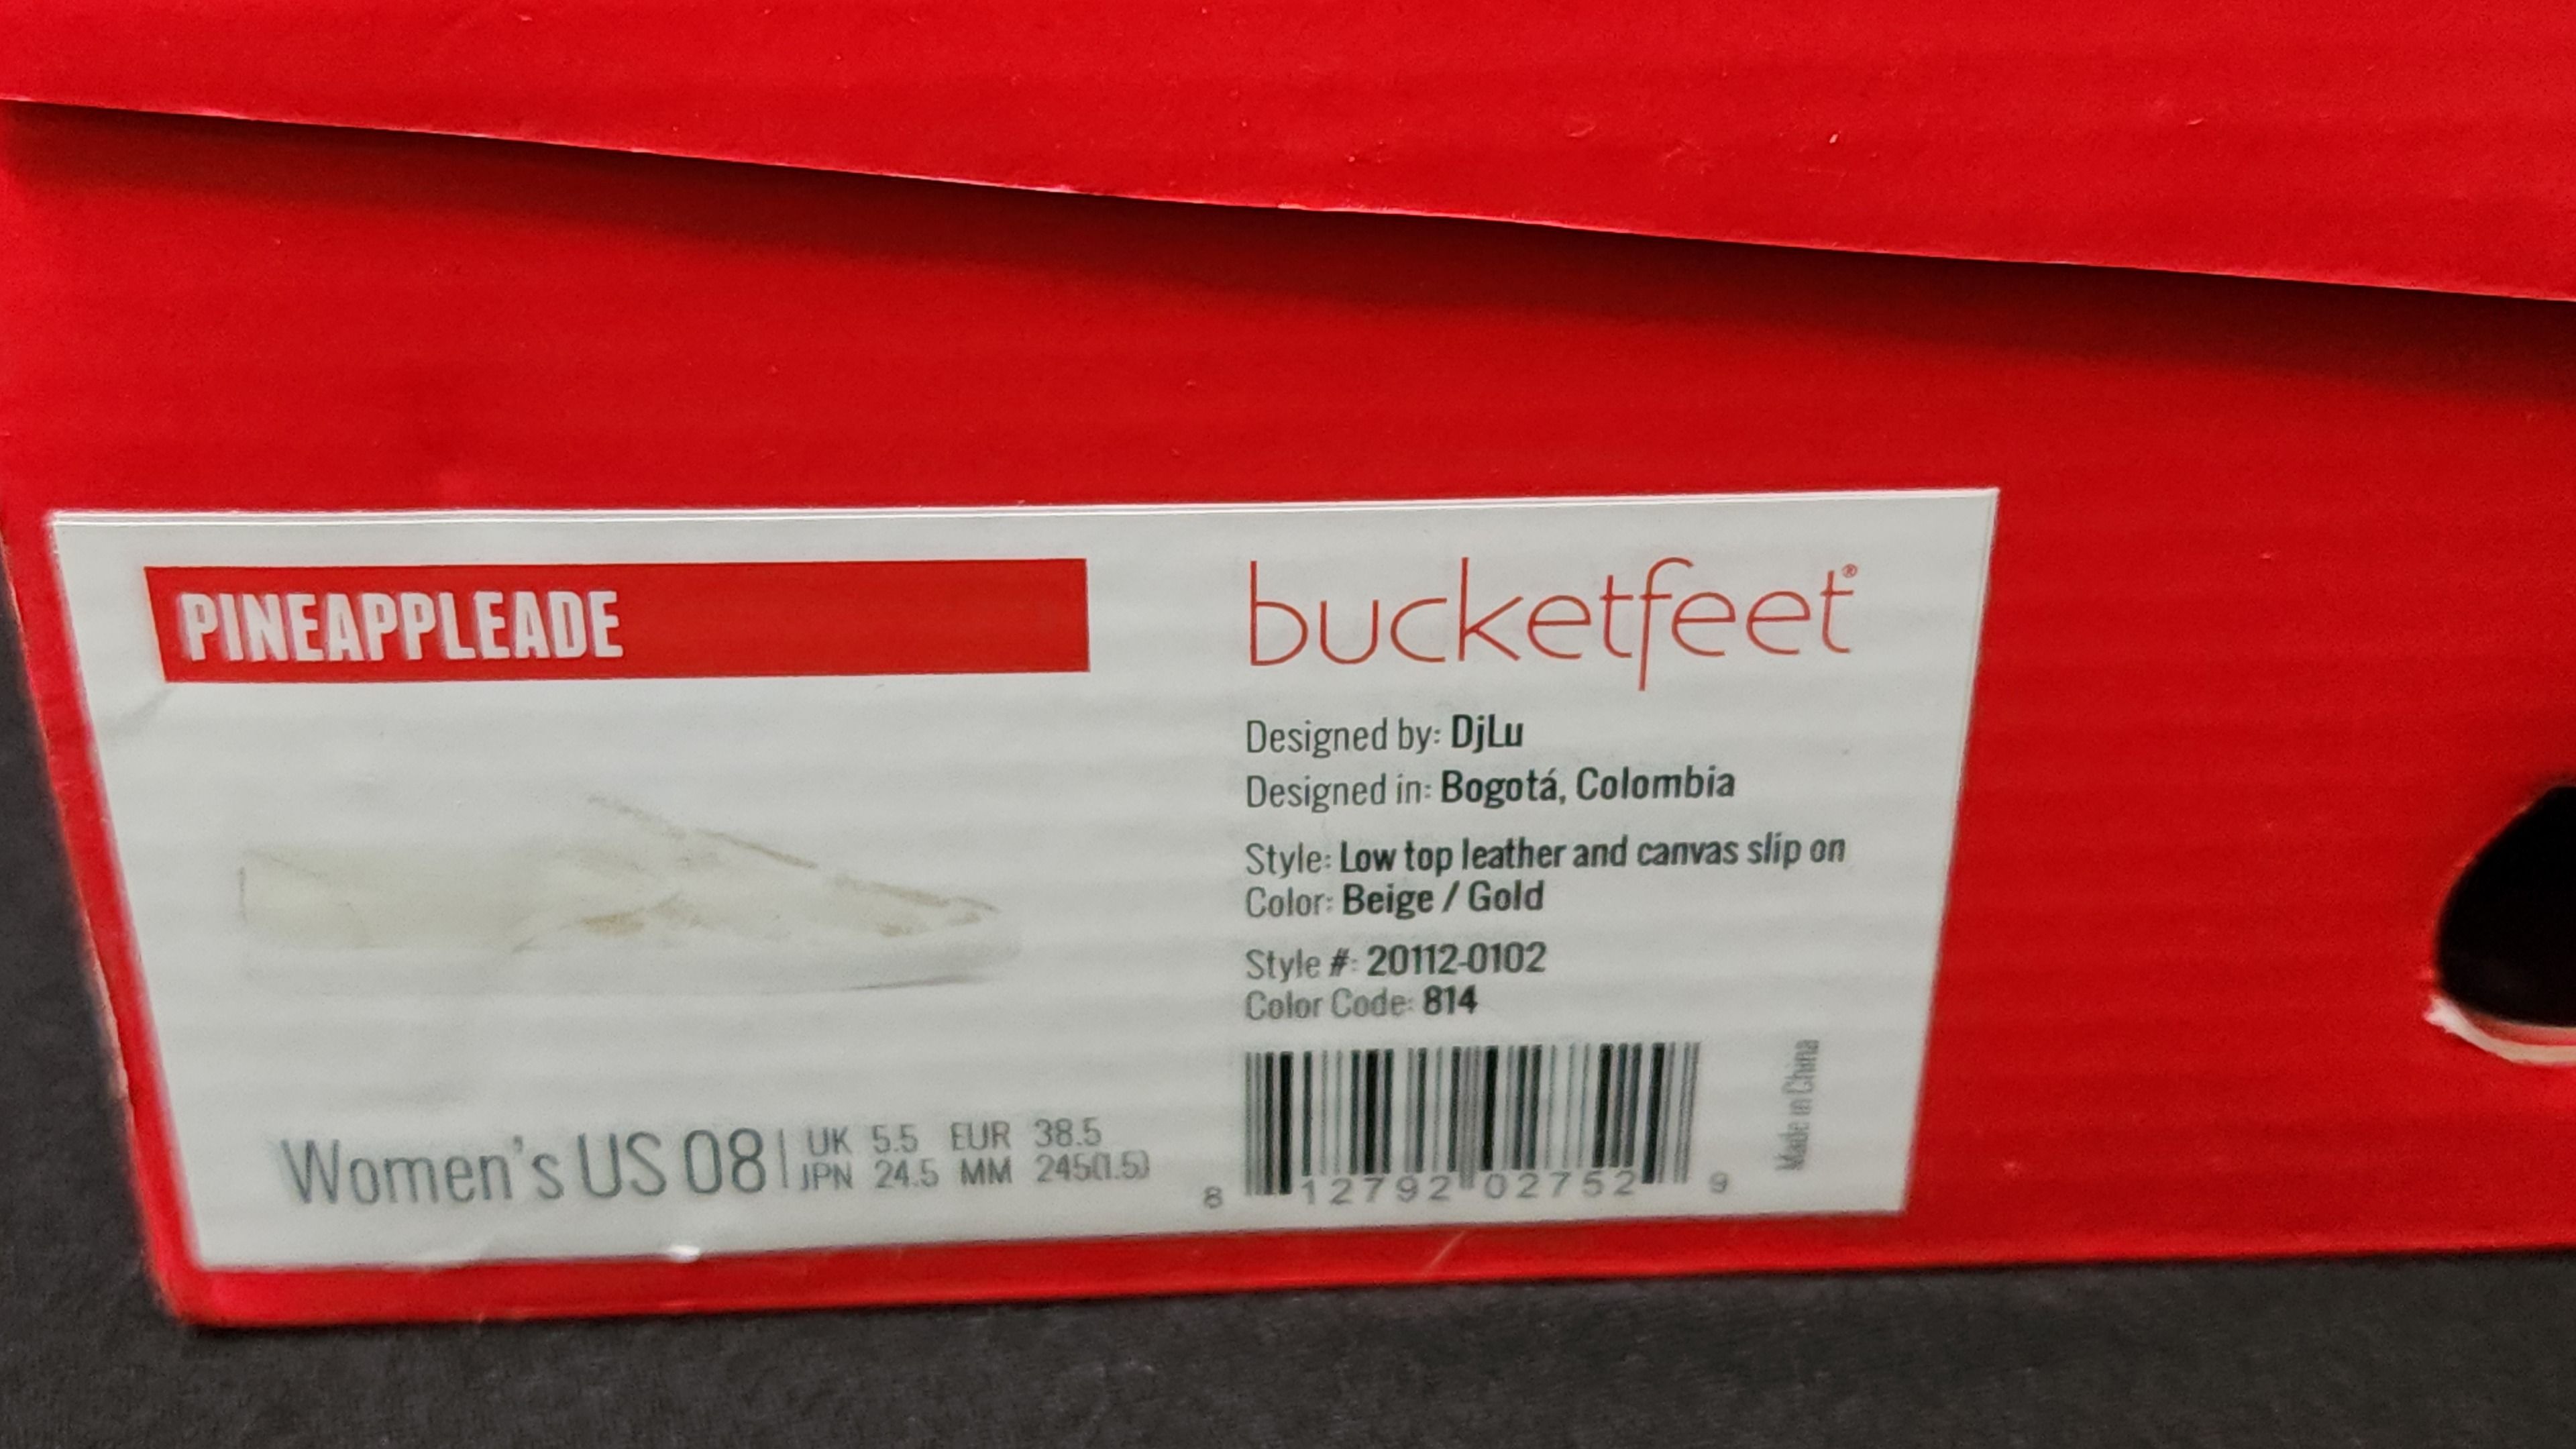 PINEAPPLEADE
bucketfeet®
Designed by: DjLu
Designed in: Bogotá, Colombia
Style: Low top leather and canvas slip on
Color: Beige / Gold
Style #: 20112-0102
Color Code: 814
Women's US 08 | UK 5.5 EUR 38.5
JPN 24.5 MM 245(1.5)
8 12792 02752 9
Made in China